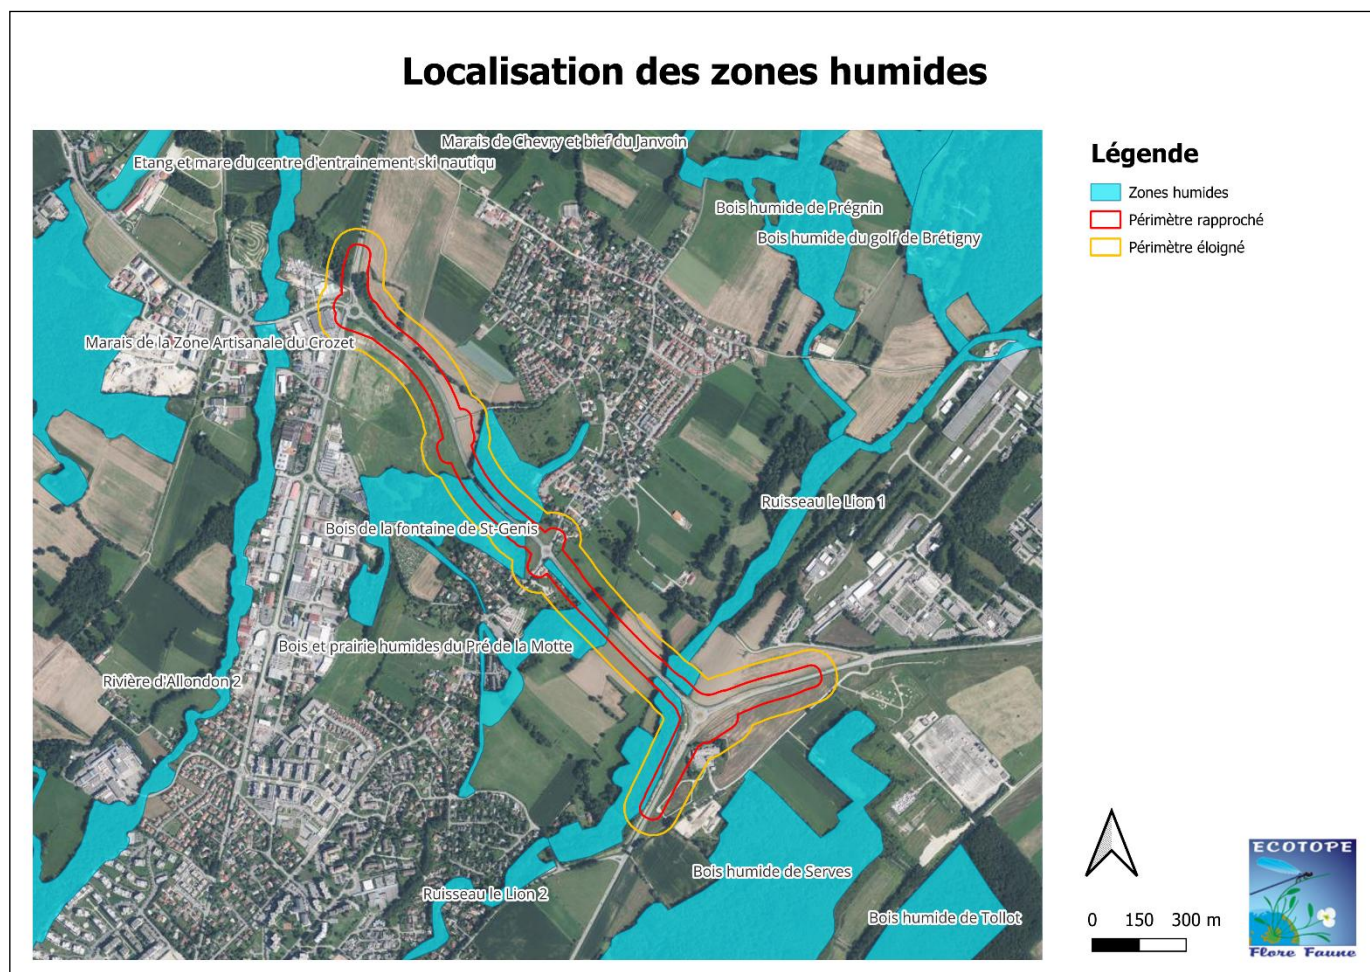 Localisation des zones humides
Marais de Chevry et bief du Janvoin
Etang et mare du centre d'entrainement ski nautiqu
Bois humide de Prégnin
Bois humide du golf de Brétigny
Marais de la Zone Artisanale du Crozet
Ruisseau le Lion 1
Bois de la fontaine de St-Genis
Bois et prairie humides du Pré de la Motte
Rivière d'Allondon 2
Bois humide de Serves
Ruisseau le Lion 2
Bois humide de Tollot
Légende
Zones humides
Périmètre rapproché
Périmètre éloigné
0 150 300 m
ECOTOPE
Flore Faune